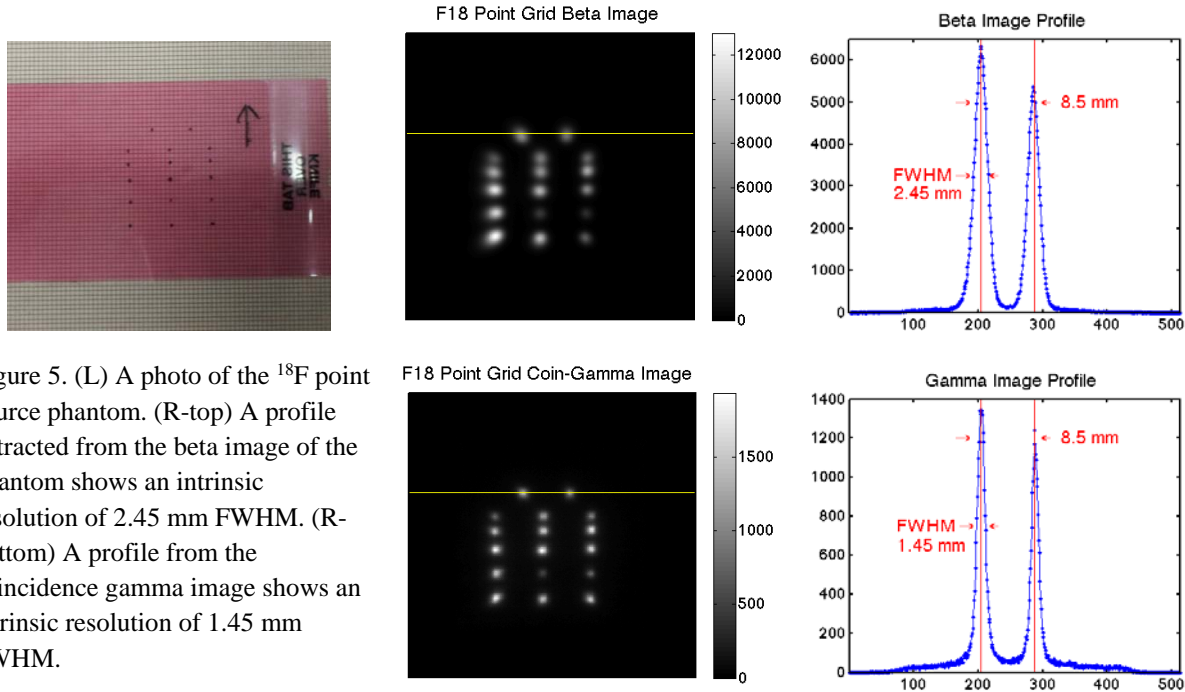 F18 Point Grid Beta Image
12000
10000
8000
6000
4000
2000
0
Beta Image Profile
6000
5000
4000
3000
2000
1000
0
100 200 300 400 500
8.5 mm
FWHM
2.45 mm
THIS TAB
OVER
KNIFE
gure 5. (L) A photo of the 18F point
urce phantom. (R-top) A profile
tracted from the beta image of the
antom shows an intrinsic
solution of 2.45 mm FWHM. (R-
ttom) A profile from the
incidence gamma image shows an
rinsic resolution of 1.45 mm
WHM.
F18 Point Grid Coin-Gamma Image
1500
1000
500
0
Gamma Image Profile
1400
1200
1000
800
600
400
200
0
100 200 300 400 500
8.5 mm
FWHM
1.45 mm